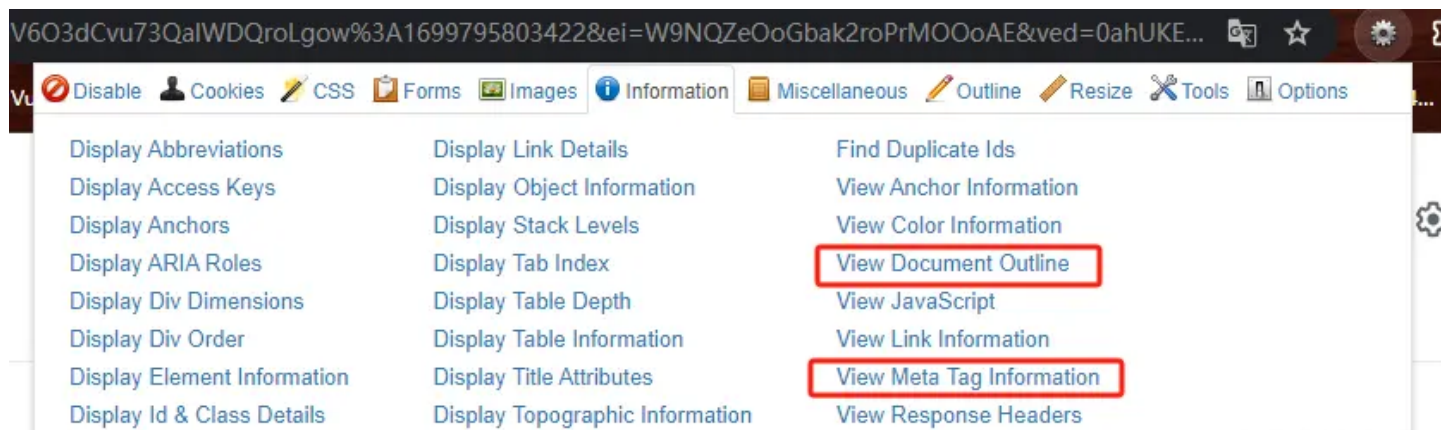 V6O3dCvu73QaIWDQroLgow%3A1699795803422&ei=W9NQZeOoGbak2roPrMOOoAE&ved=0ahUKE...
Vu
Disable Cookies CSS Forms Images Information Miscellaneous Outline Resize Tools Options
Display Abbreviations Display Link Details Find Duplicate Ids
Display Access Keys Display Object Information View Anchor Information
Display Anchors Display Stack Levels View Color Information
Display ARIA Roles Display Tab Index View Document Outline
Display Div Dimensions Display Table Depth View JavaScript
Display Div Order Display Table Information View Link Information
Display Element Information Display Title Attributes View Meta Tag Information
Display Id & Class Details Display Topographic Information View Response Headers